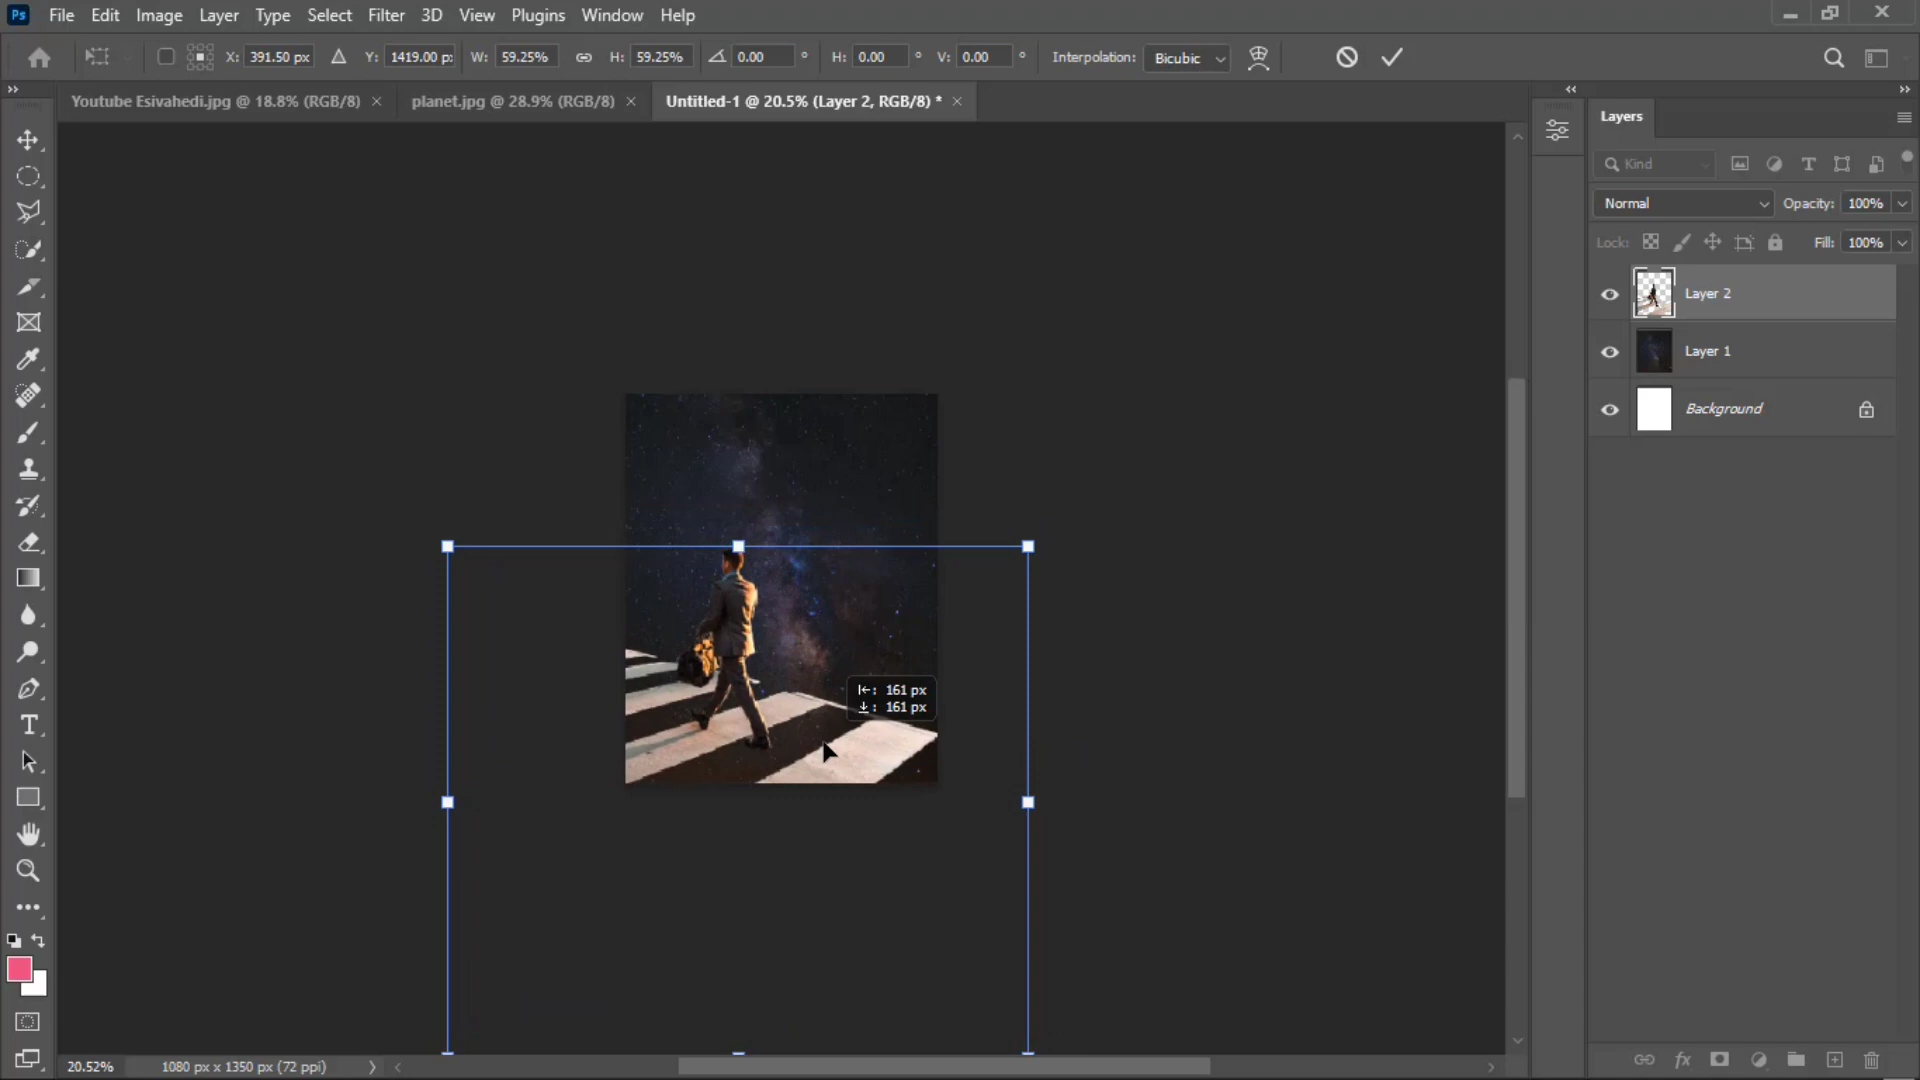 Ps File Edit Image Layer Type Select Filter 3D View Plugins Window Help
X: 391.50 px Y: 1419.00 p: W: 59.25% H: 59.25% 0.00 ° H: 0.00 ° V: 0.00 ° Interpolation: Bicubic
Youtube Esivahedi.jpg @ 18.8% (RGB/8) × planet.jpg @ 28.9% (RGB/8) × Untitled-1 @ 20.5% (Layer 2, RGB/8) * ×
Layers
Kind
Normal Opacity: 100%
Lock: Fill: 100%
Layer 2
Layer 1
Background
161 px
161 px
20.52% 1080 px x 1350 px (72 ppi)